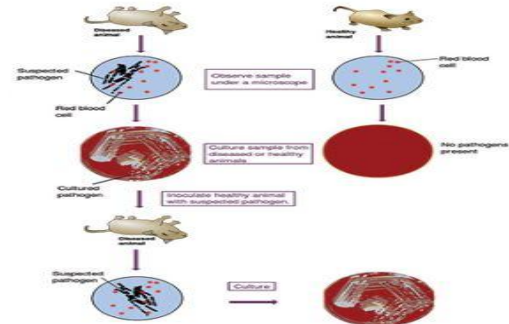 Diseased
animal
Healthy
animal
Suspected
pathogen
Red blood
cell
Observe sample
under a microscope
Red blood
cell
Culture sample from
diseased or healthy
animals.
No pathogens
present
Cultured
pathogen
Inoculate healthy animal
with suspected pathogen.
Diseased
animal
Suspected
pathogen
Culture